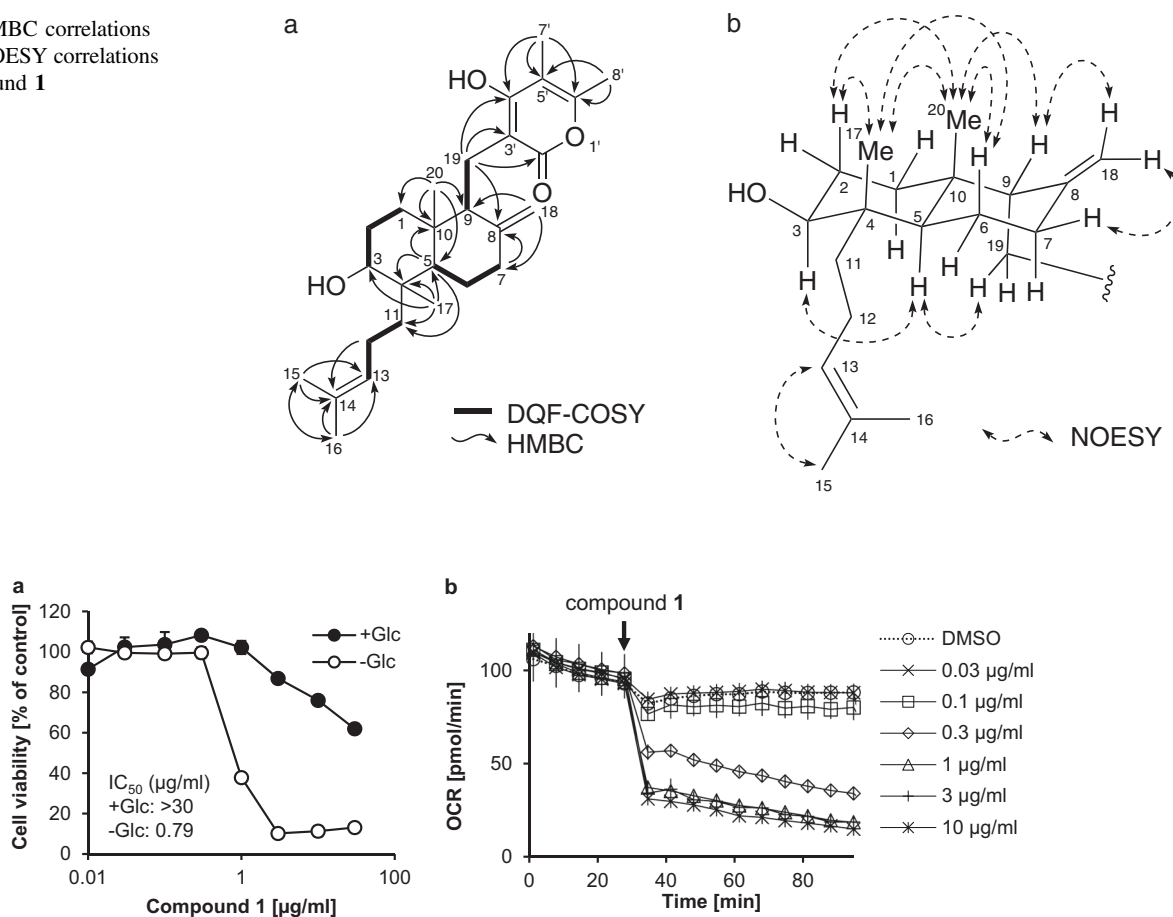 MBC correlations
OESY correlations
und 1
a
7'
8'
HO
5'
O
1'
3'
19
O
20
18
1
9
10
8
3
5
7
HO
17
11
15
13
14
16
DQF-COSY
HMBC
b
H
20
Me
H
17
H
H
Me
H
H
H
H
2
1
18
9
HO
10
8
H
3
4
5
6
7
19
H
11
H
H
H
H
H
H
12
13
16
14
15
NOESY
a
Cell viability [% of control]
120
100
80
60
40
20
0
0.01
1
100
+Glc
-Glc
IC50 (µg/ml)
+Glc: >30
-Glc: 0.79
Compound 1 [µg/ml]
b
compound 1
OCR [pmol/min]
100
50
0
0
20
40
60
80
Time [min]
DMSO
0.03 µg/ml
0.1 µg/ml
0.3 µg/ml
1 µg/ml
3 µg/ml
10 µg/ml